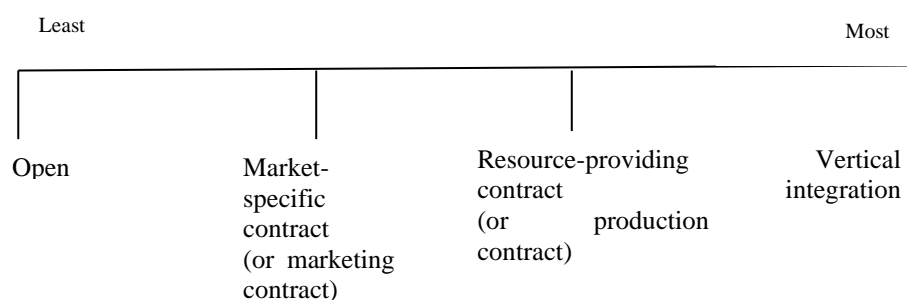 Least
Most
Open
Market-
specific
contract
(or marketing
contract)
Resource-providing
contract
(or production
contract)
Vertical
integration